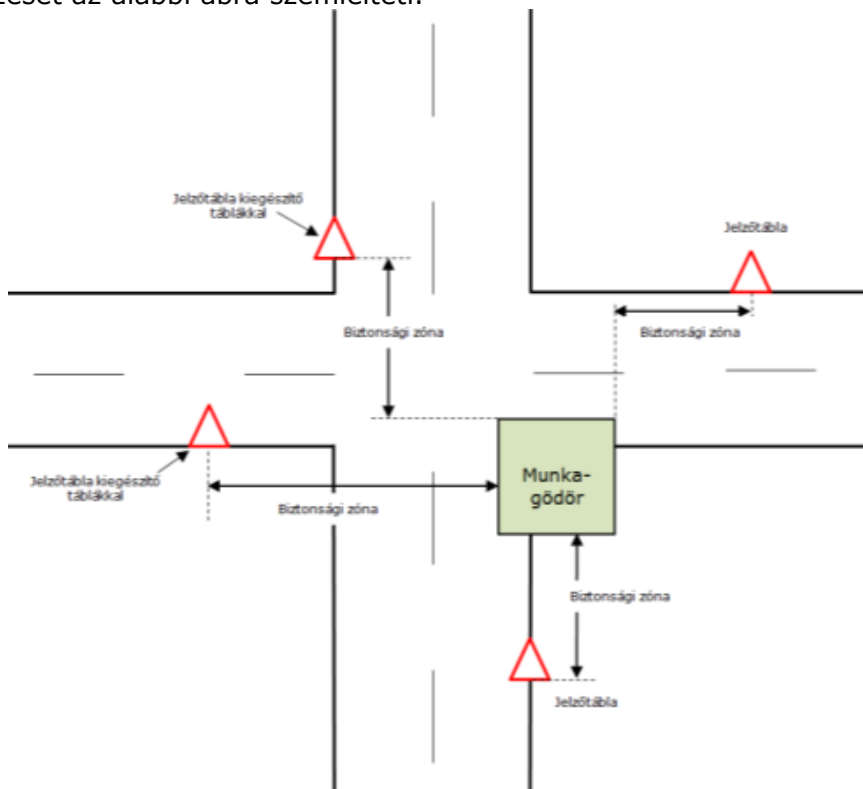 az alábbi ábra szemlélteti.
Jelzőtábla kiegészítő
táblákkal
Jelzőtábla
Biztonsági zóna
Biztonsági zóna
Jelzőtábla kiegészítő
táblákkal
Munka-
gödör
Biztonsági zóna
Biztonsági zóna
Jelzőtábla